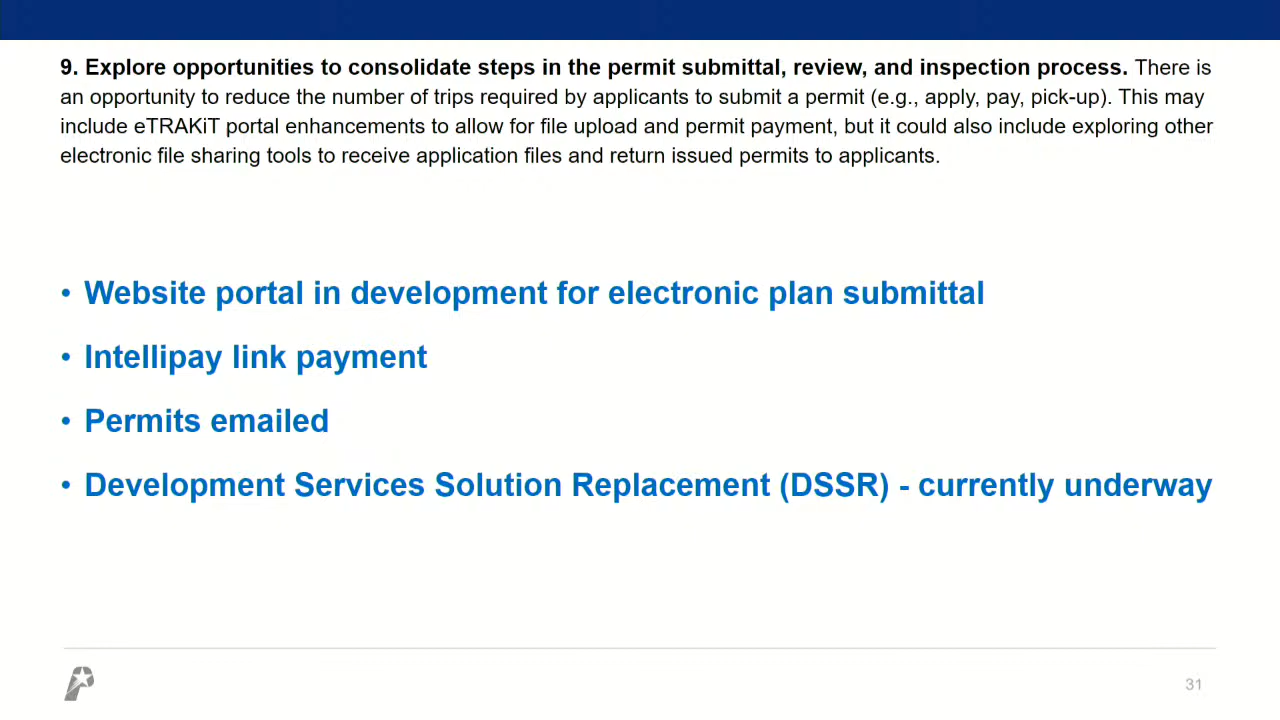 9. Explore opportunities to consolidate steps in the permit submittal, review, and inspection process. There is
an opportunity to reduce the number of trips required by applicants to submit a permit (e.g., apply, pay, pick-up). This may
include eTRAKiT portal enhancements to allow for file upload and permit payment, but it could also include exploring other
electronic file sharing tools to receive application files and return issued permits to applicants.
• Website portal in development for electronic plan submittal
• Intellipay link payment
• Permits emailed
• Development Services Solution Replacement (DSSR) - currently underway
31